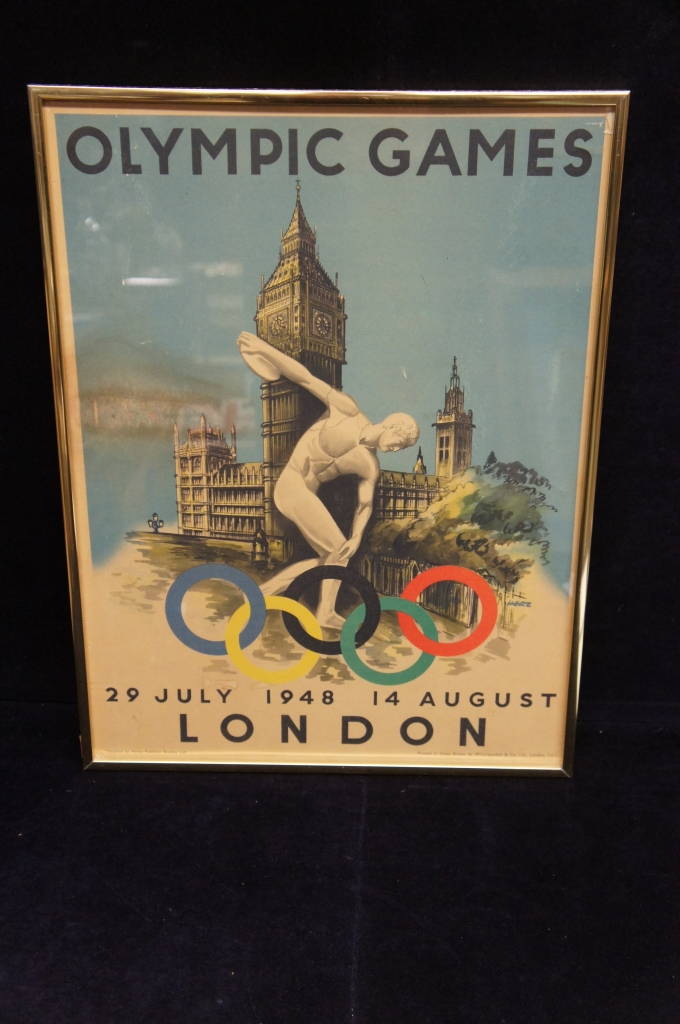 OLYMPIC GAMES
29 JULY 1948 14 AUGUST
LONDON